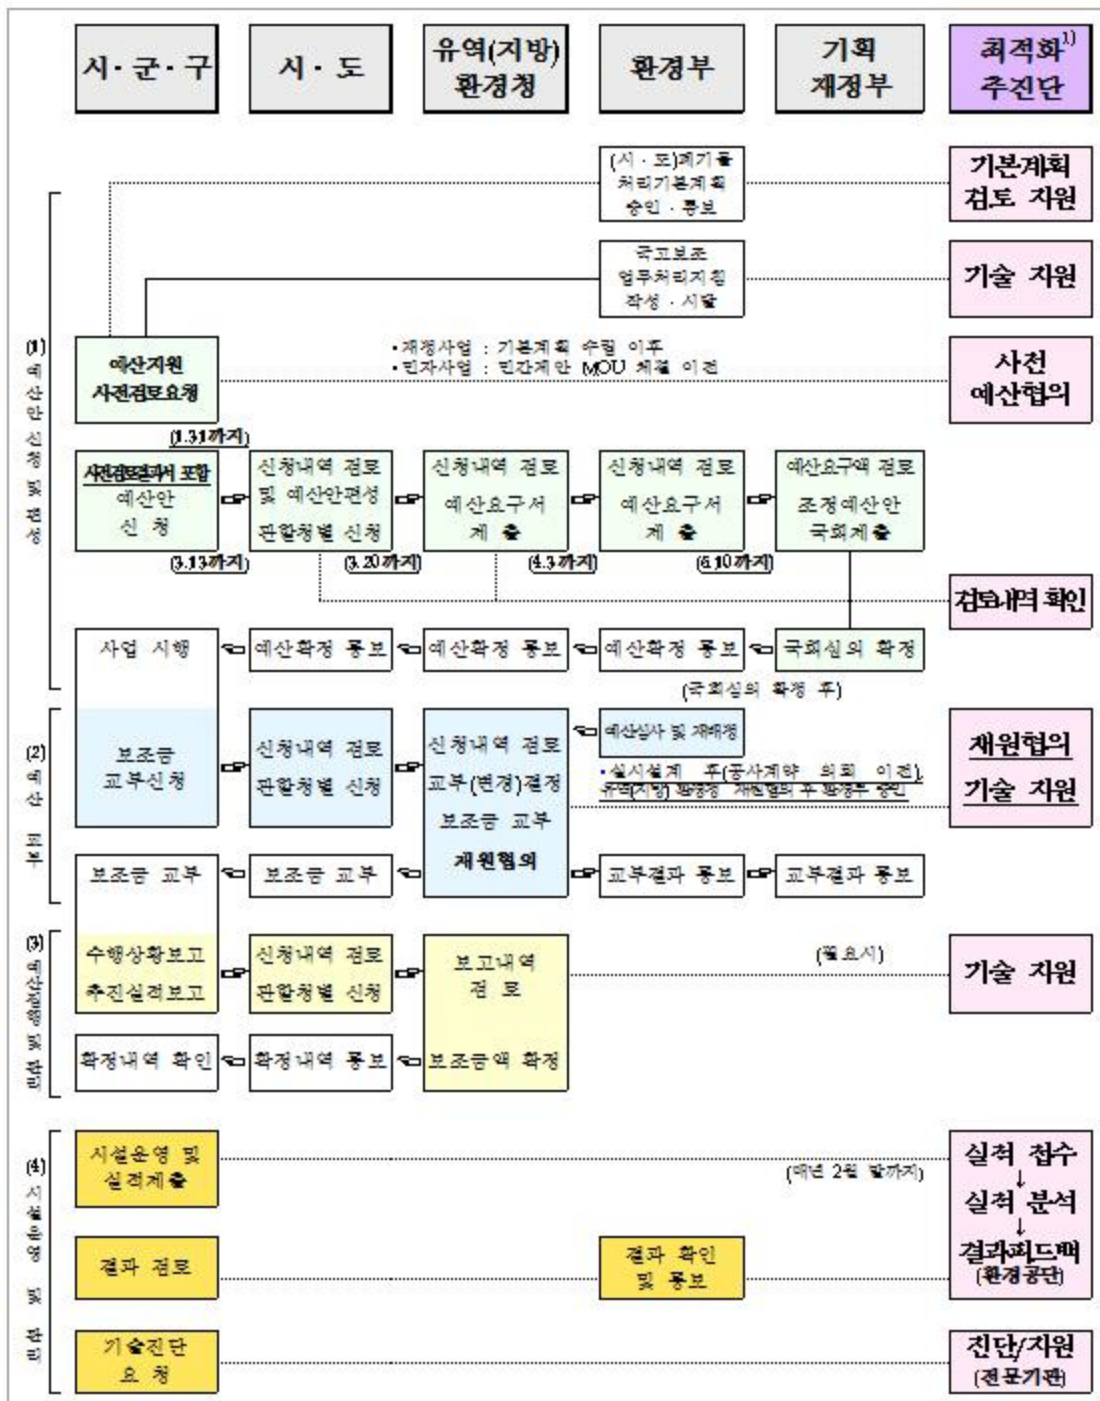 시·군·구
시·도
유역(지방)
환경청
환경부
기획
재정부
최적화1)
추진단
(시·도)폐기물
처리기본계획
승인·통보
기본계획
검토 지원
국고보조
업무처리지침
작성·시달
기술 지원
(1) 예산안 신청 및 편성
예산지원
사전검토요청
•재정사업 : 기본계획 수립 이후
•민자사업 : 민간제안 MOU 체결 이전
사전
예산협의
(1.31까지)
사전검토결과서 포함
예산안
신 청
신청내역 검토
및 예산안편성
관할청별 신청
신청내역 검토
예산요구서
제 출
신청내역 검토
예산요구서
제 출
예산요구액 검토
조정예산안
국회제출
(3.13까지)
(3.20까지)
(4.3까지)
(6.10까지)
검토내역 확인
사업 시행
예산확정 통보
예산확정 통보
예산확정 통보
국회심의 확정
(국회심의 확정 후)
(2) 예산 교부
보조금
교부신청
신청내역 검토
관할청별 신청
신청내역 검토
교부(변경)결정
보조금 교부
재원협의
예산심사 및 재배정
•실시설계 후(공사계약 의뢰 이전),
유역(지방)환경청 재원협의 후 환경부 승인
재원협의
기술 지원
보조금 교부
보조금 교부
교부결과 통보
교부결과 통보
(3) 예산집행 및 관리
수행상황보고
추진실적보고
신청내역 검토
관할청별 신청
보고내역
검 토
(필요시)
기술 지원
확정내역 확인
확정내역 통보
보조금액 확정
(4) 시설운영 및 관리
시설운영 및
실적제출
(매년 2월 말까지)
실적 접수
↓
실적 분석
↓
결과피드백
(환경공단)
결과 검토
결과 확인
및 통보
기술진단
요 청
진단/지원
(전문기관)